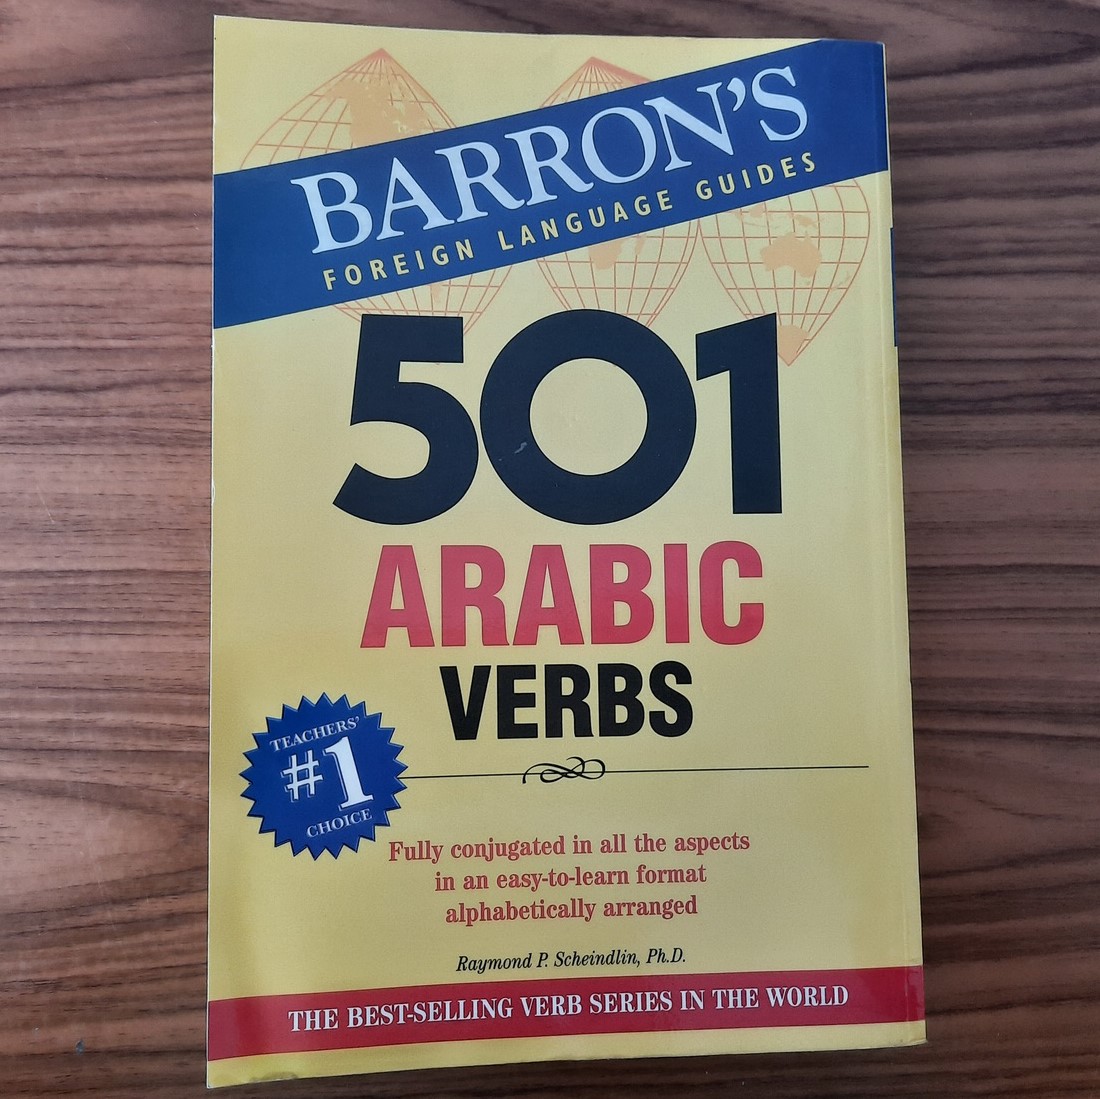 BARRON'S
FOREIGN LANGUAGE GUIDES
501
ARABIC
VERBS
TEACHERS'
#1
CHOICE
Fully conjugated in all the aspects
in an easy-to-learn format
alphabetically arranged
Raymond P. Scheindlin, Ph.D.
THE BEST-SELLING VERB SERIES IN THE WORLD